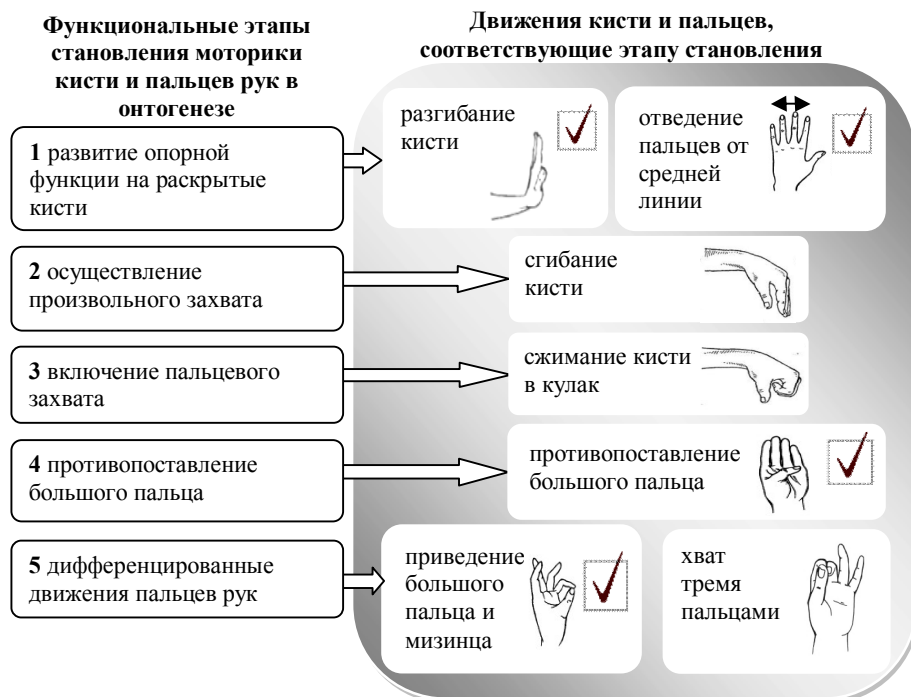 Функциональные этапы
становления моторики
кисти и пальцев рук в
онтогенезе
Движения кисти и пальцев,
соответствующие этапу становления
1 развитие опорной
функции на раскрытые
кисти
разгибание
кисти
отведение
пальцев от
средней
линии
2 осуществление
произвольного захвата
сгибание
кисти
3 включение пальцевого
захвата
сжимание кисти
в кулак
4 противопоставление
большого пальца
противопоставление
большого пальца
5 дифференцированные
движения пальцев рук
приведение
большого
пальца и
мизинца
хват
тремя
пальцами